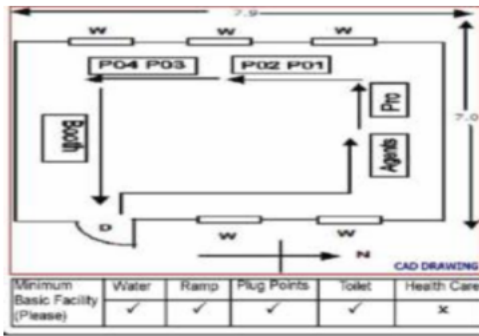 7.9
W W W
P04 P03 P02 P01
Pro
7.0
Booth
Agents
D
W W
N
CAD DRAWING
Minimum Basic Facility (Please) Water Ramp Plug Points Toilet Health Care
✓ ✓ ✓ ✓ x